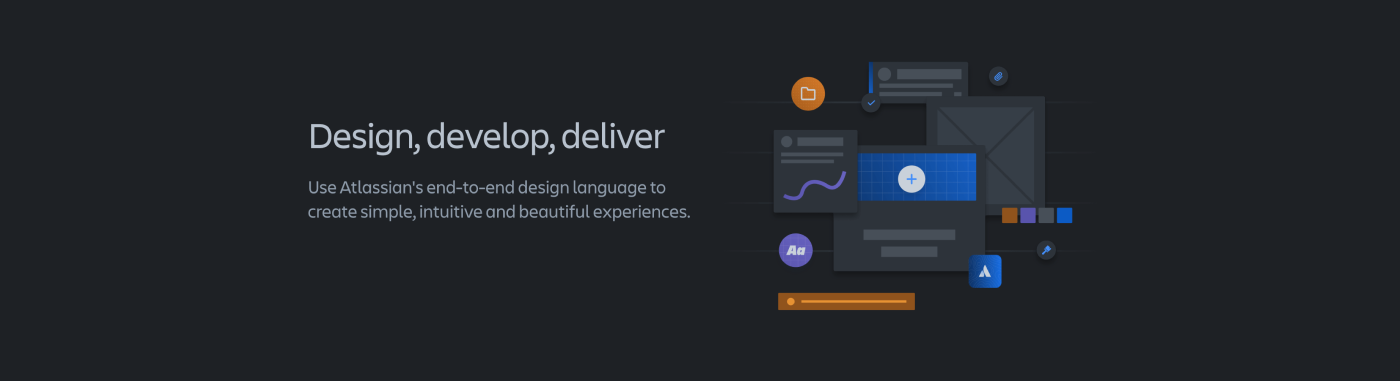 Design, develop, deliver
Use Atlassian's end-to-end design language to
create simple, intuitive and beautiful experiences.
Aa